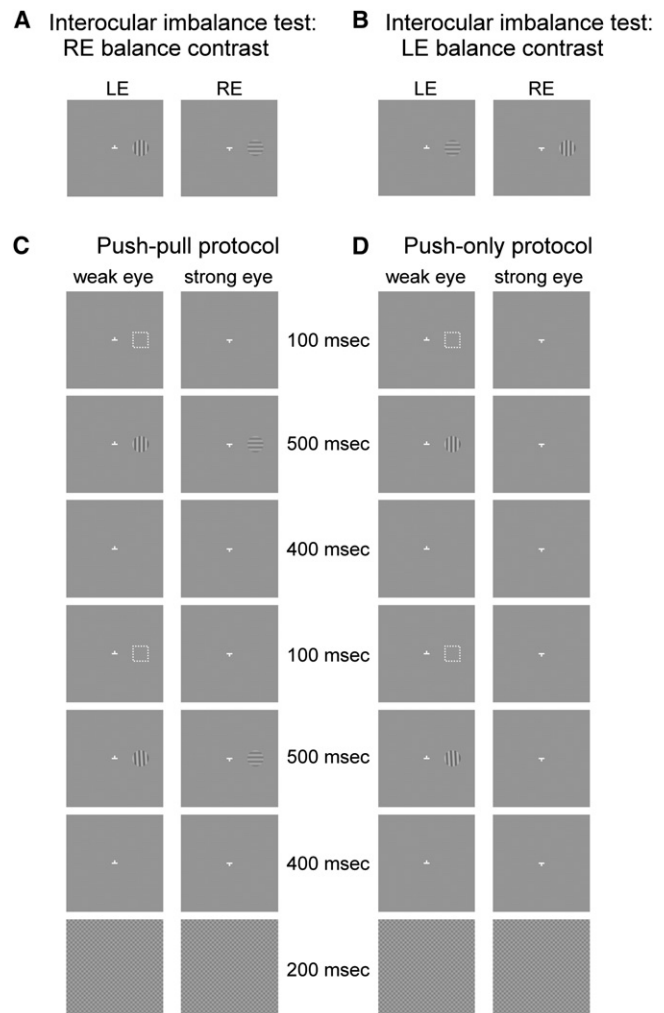 A Interocular imbalance test:
RE balance contrast
LE RE
B Interocular imbalance test:
LE balance contrast
LE RE
C Push-pull protocol
weak eye strong eye
D Push-only protocol
weak eye strong eye
100 msec
500 msec
400 msec
100 msec
500 msec
400 msec
200 msec